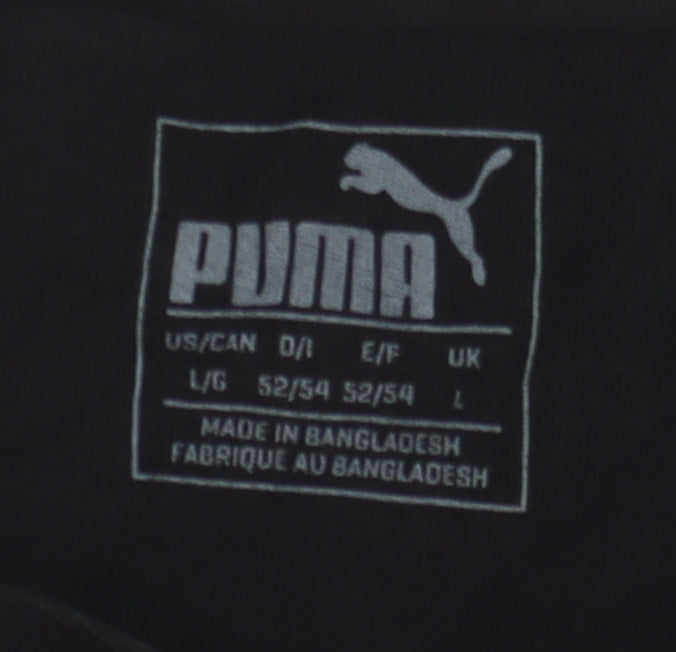 PUMA
US/CAN D/I E/F UK
L/G 52/54 52/54 L
MADE IN BANGLADESH
FABRIQUE AU BANGLADESH